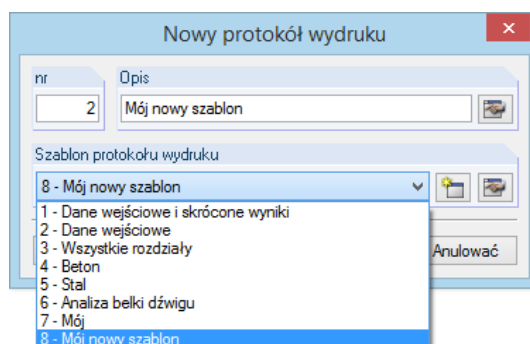 Nowy protokół wydruku
nr Opis
2 Mój nowy szablon
Szablon protokołu wydruku
8 - Mój nowy szablon
1 - Dane wejściowe i skrócone wyniki
2 - Dane wejściowe
3 - Wszystkie rozdziały
4 - Beton
5 - Stal
Anulować
6 - Analiza belki dźwigu
7 - Mój
8 - Mój nowy szablon